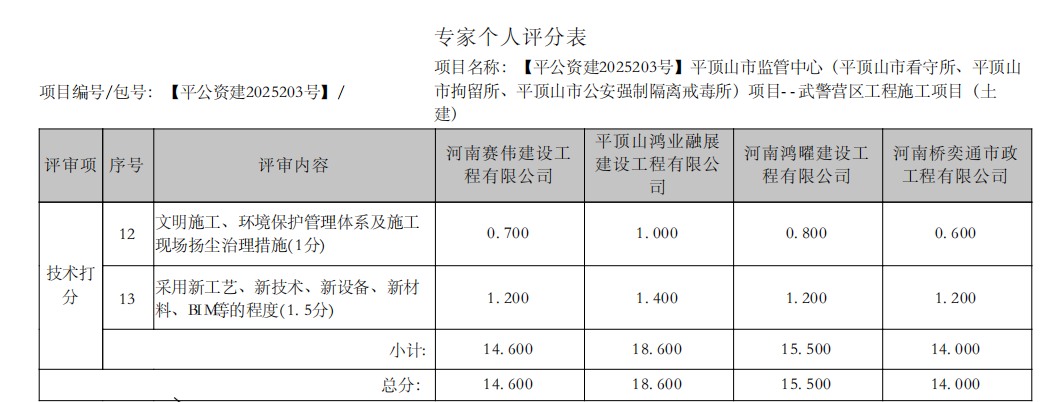 专家个人评分表
项目编号/包号：【平公资建2025203号】/
项目名称：【平公资建2025203号】平顶山市监管中心（平顶山市看守所、平顶山
市拘留所、平顶山市公安强制隔离戒毒所）项目--武警营区工程施工项目（土
建）
评审项 序号 评审内容 河南赛伟建设工
程有限公司 平顶山鸿业融展
建设工程有限公
司 河南鸿曜建设工
程有限公司 河南桥奕通市政
工程有限公司
技术打
分
12 文明施工、环境保护管理体系及施工
现场扬尘治理措施(1分) 0.700 1.000 0.800 0.600
13 采用新工艺、新技术、新设备、新材
料、BIM等的程度(1.5分) 1.200 1.400 1.200 1.200
小计: 14.600 18.600 15.500 14.000
总分: 14.600 18.600 15.500 14.000